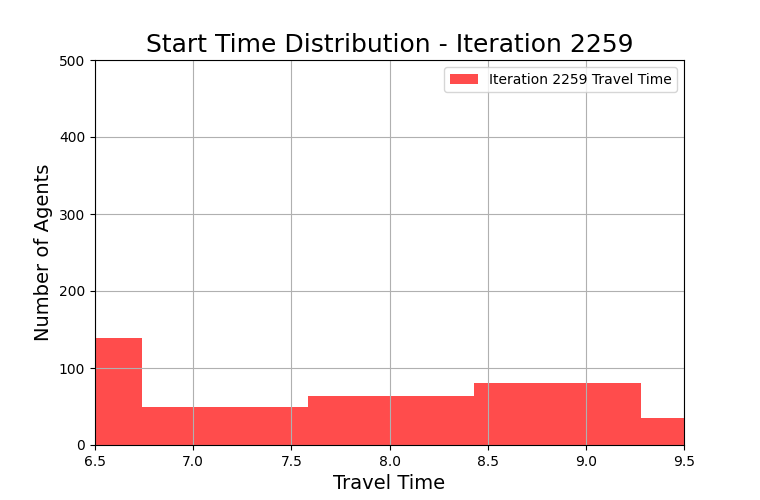 Start Time Distribution - Iteration 2259
500
Iteration 2259 Travel Time
400
300
200
100
0
Number of Agents
6.5 7.0 7.5 8.0 8.5 9.0 9.5
Travel Time